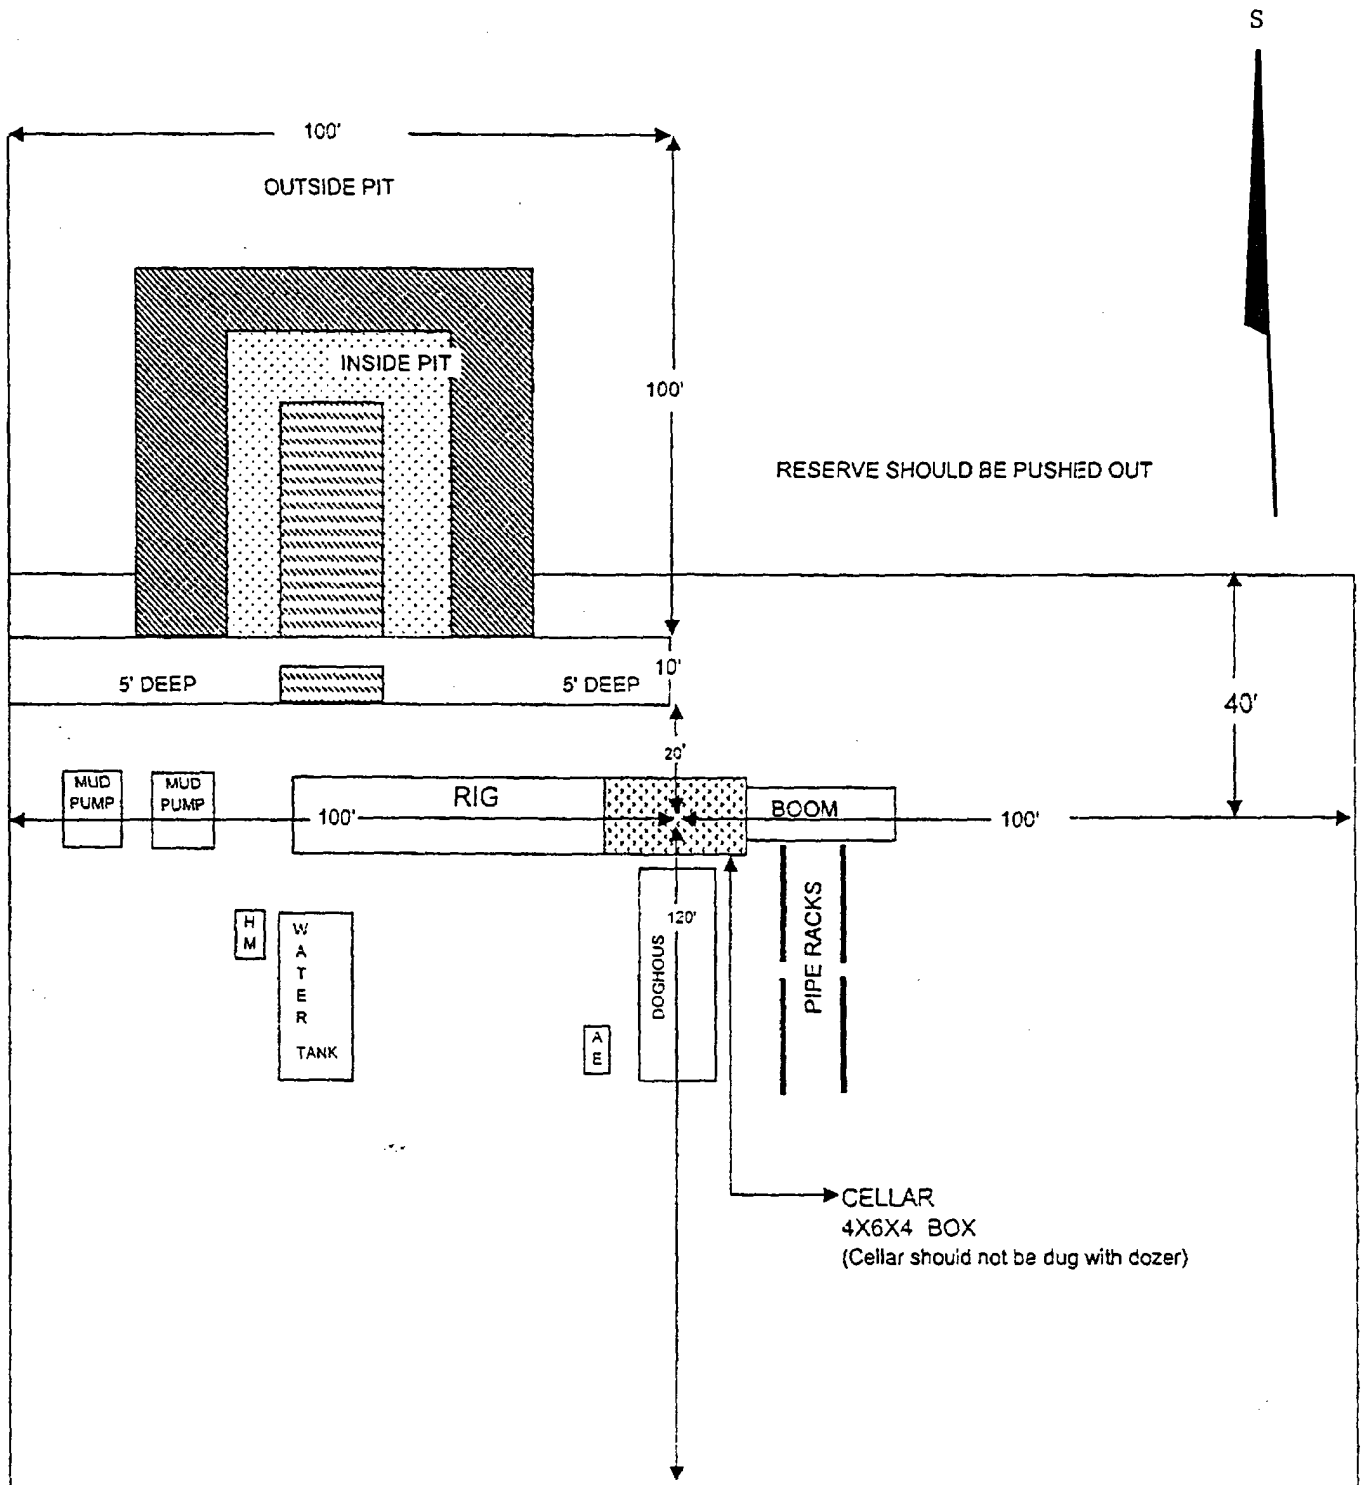 S
100'
OUTSIDE PIT
INSIDE PIT
100'
RESERVE SHOULD BE PUSHED OUT
10'
5' DEEP
5' DEEP
40'
20'
MUD
PUMP
MUD
PUMP
RIG
BOOM
100'
100'
H
M
W
A
T
E
R
TANK
120'
DOGHOUS
PIPE RACKS
A
E
CELLAR
4X6X4 BOX
(Cellar should not be dug with dozer)